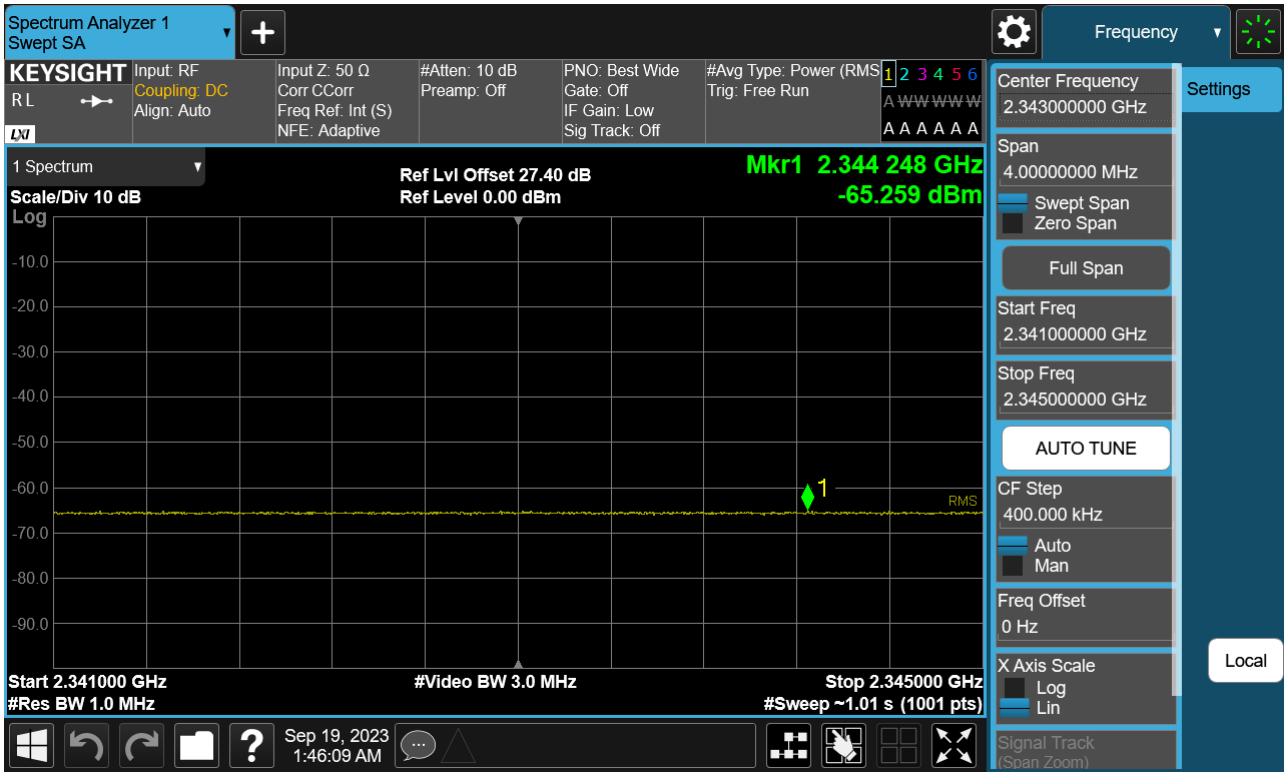 Spectrum Analyzer 1
Swept SA
+
Frequency
KEYSIGHT
RL
LXI
Input: RF
Coupling: DC
Align: Auto
Input Z: 50 Ω
Corr CCorr
Freq Ref: Int (S)
NFE: Adaptive
#Atten: 10 dB
Preamp: Off
PNO: Best Wide
Gate: Off
IF Gain: Low
Sig Track: Off
#Avg Type: Power (RMS
Trig: Free Run
1 2 3 4 5 6
A W W W W W
A A A A A A
1 Spectrum
Scale/Div 10 dB
Log
Ref Lvl Offset 27.40 dB
Ref Level 0.00 dBm
Mkr1 2.344 248 GHz
-65.259 dBm
-10.0
-20.0
-30.0
-40.0
-50.0
-60.0
-70.0
-80.0
-90.0
1
RMS
Start 2.341000 GHz
#Res BW 1.0 MHz
#Video BW 3.0 MHz
Stop 2.345000 GHz
#Sweep ~1.01 s (1001 pts)
Center Frequency
2.343000000 GHz
Span
4.00000000 MHz
Swept Span
Zero Span
Full Span
Start Freq
2.341000000 GHz
Stop Freq
2.345000000 GHz
AUTO TUNE
CF Step
400.000 kHz
Auto
Man
Freq Offset
0 Hz
X Axis Scale
Log
Lin
Signal Track
(Span Zoom)
Settings
Local
?
Sep 19, 2023
1:46:09 AM